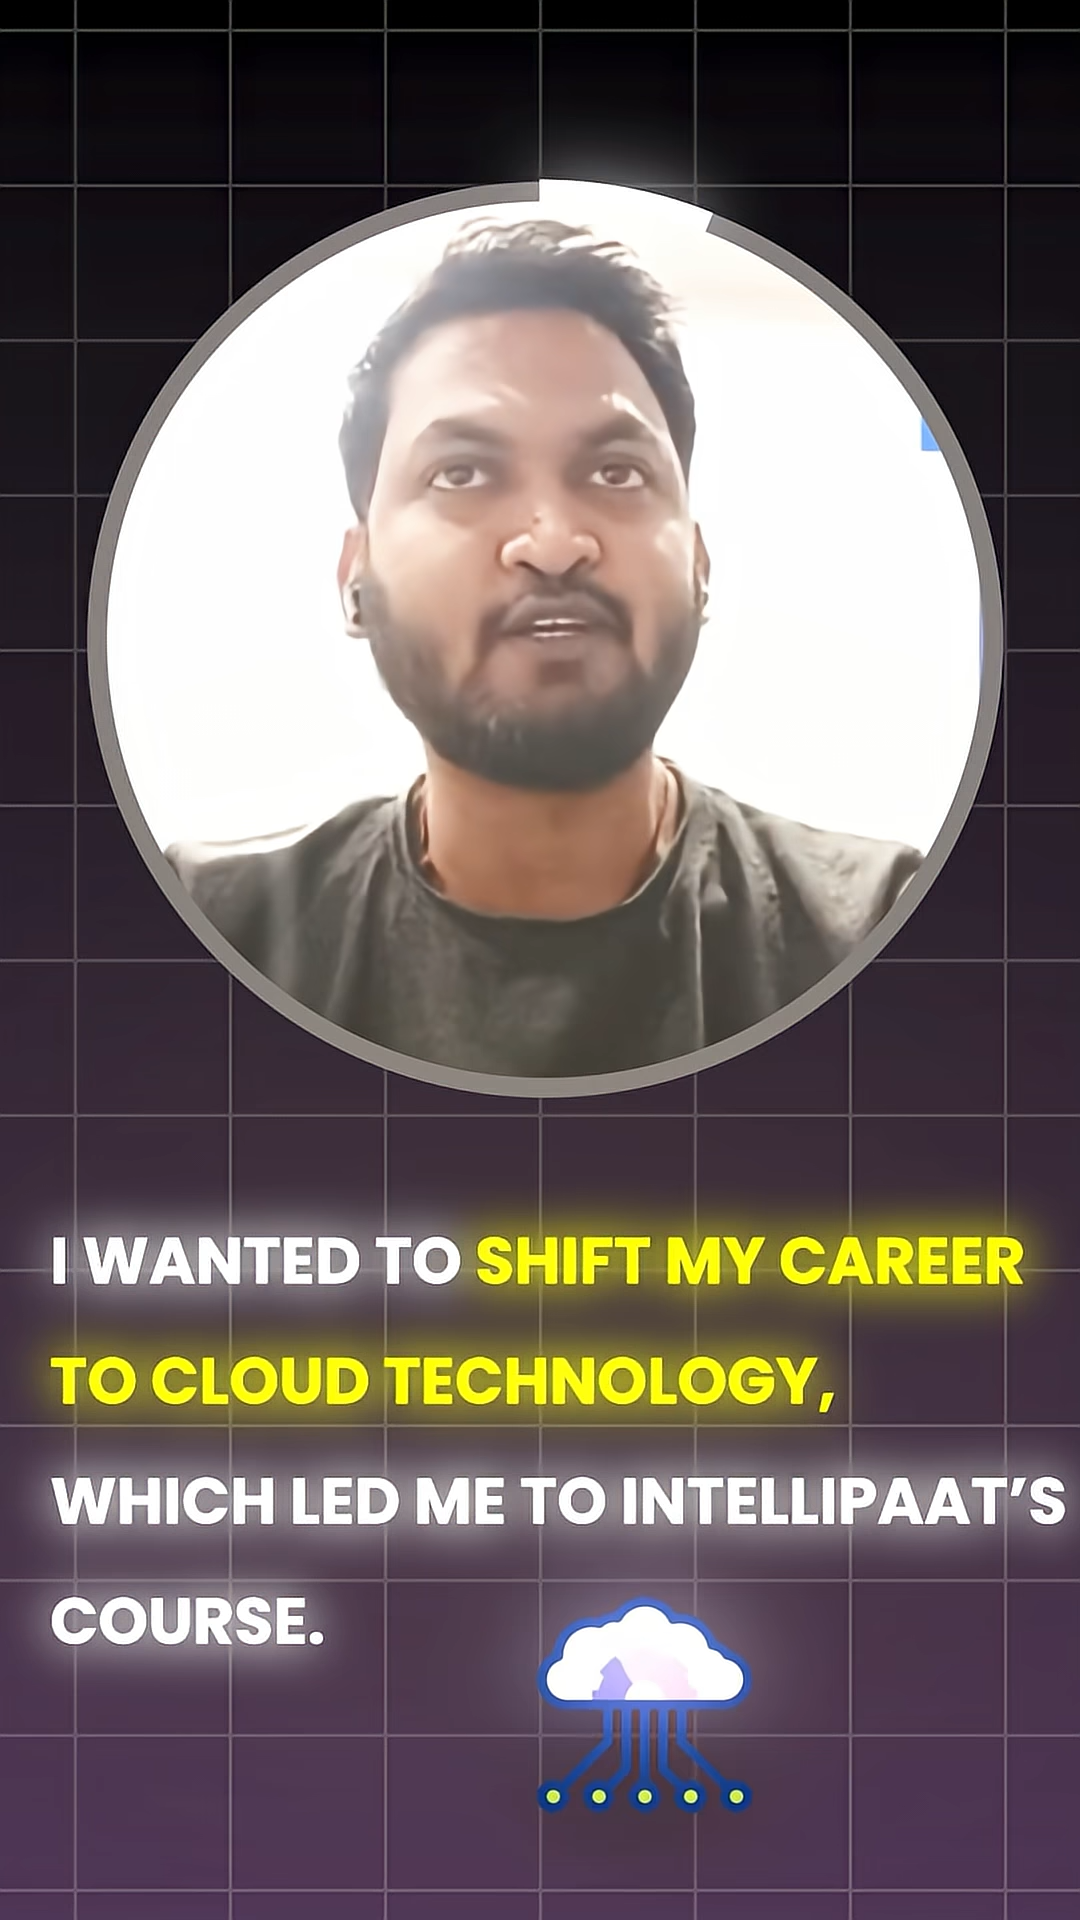 I WANTED TO SHIFT MY CAREER
TO CLOUD TECHNOLOGY,
WHICH LED ME TO INTELLIPAAT’S
COURSE.